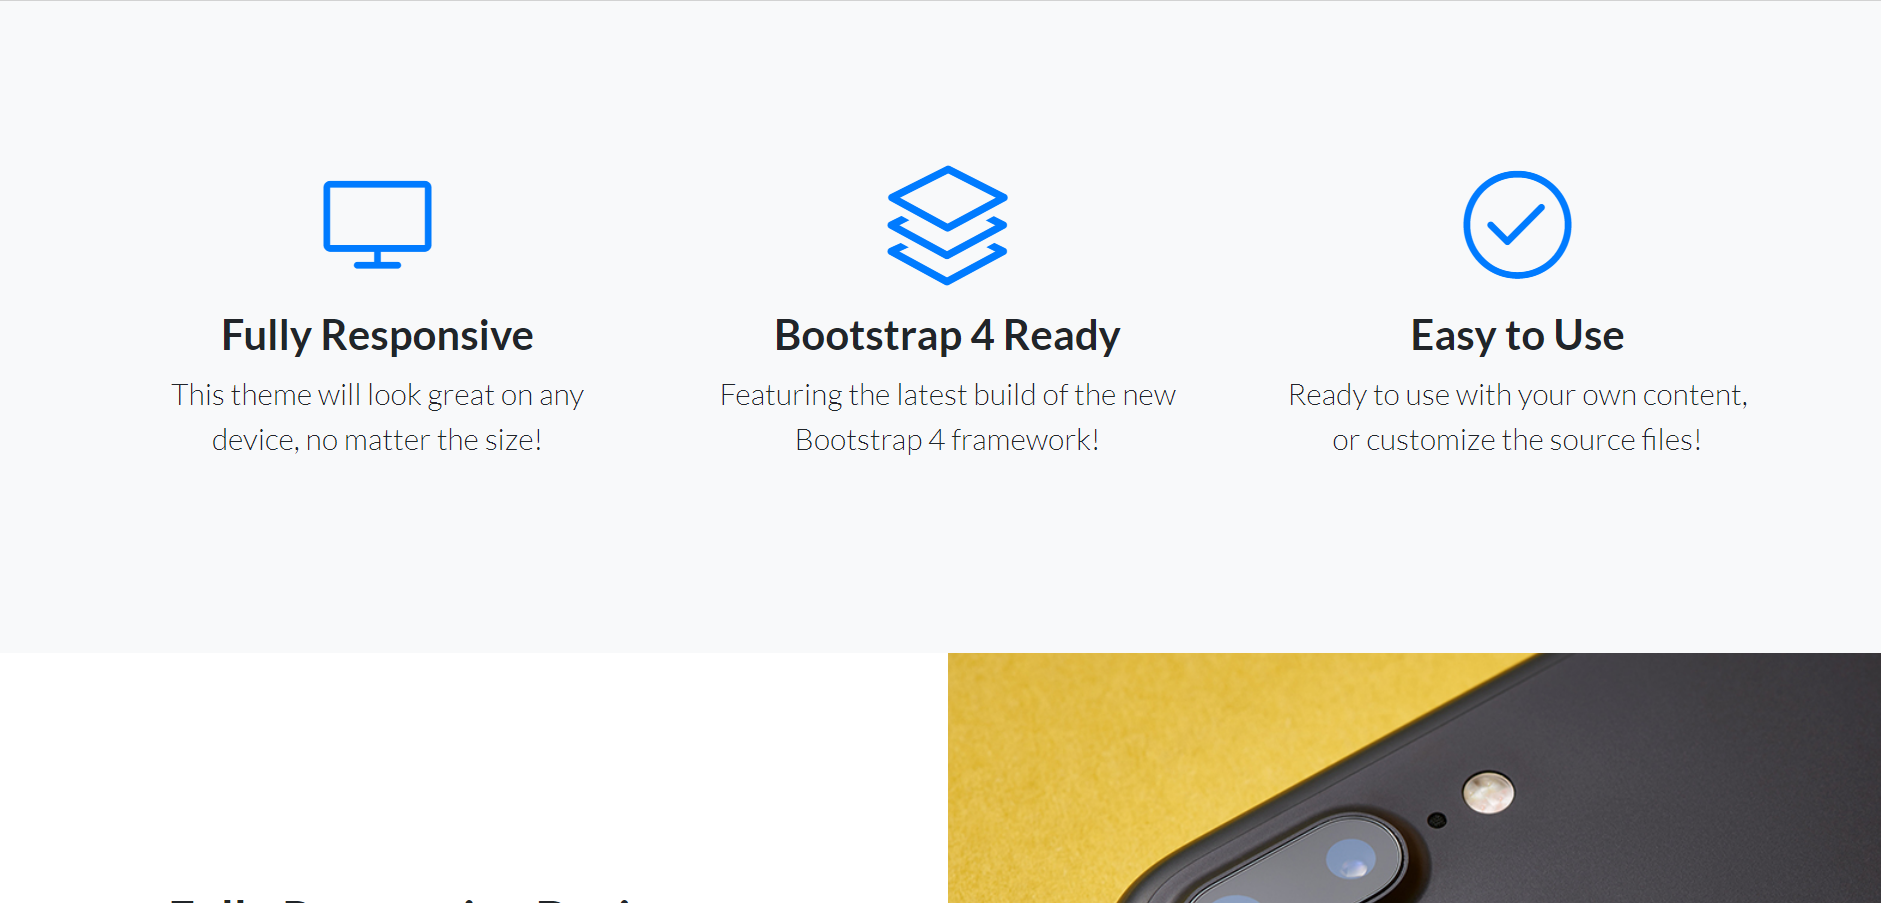 Fully Responsive
This theme will look great on any
device, no matter the size!
Bootstrap 4 Ready
Featuring the latest build of the new
Bootstrap 4 framework!
Easy to Use
Ready to use with your own content,
or customize the source files!